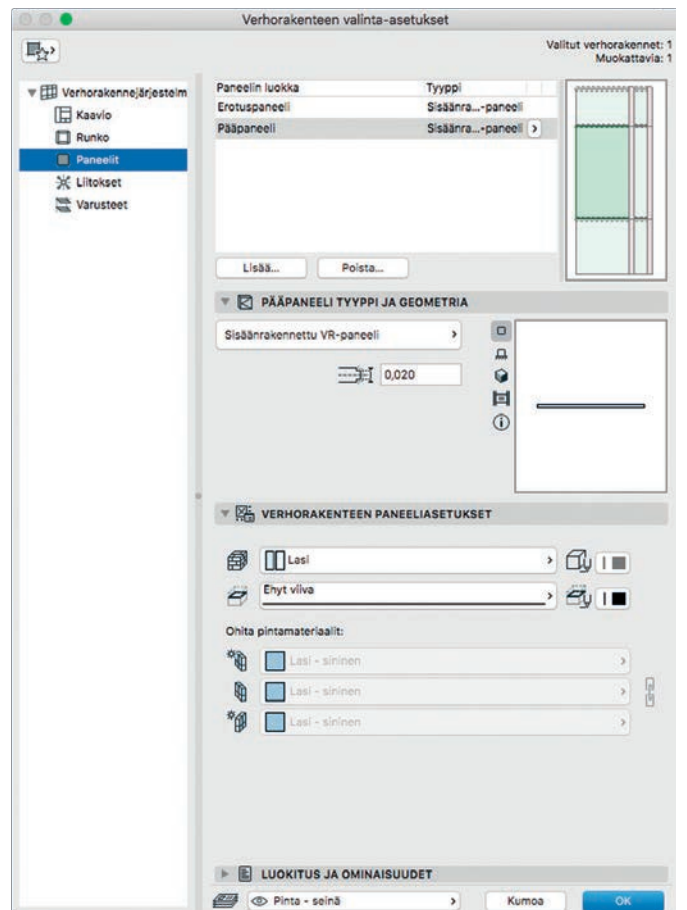 Verhorakenteen valinta-asetukset
Valitut verhorakennet: 1
Muokattavia: 1
Verhorakennejärjestelm
Kaavio
Runko
Paneelit
Liitokset
Varusteet
Paneelin luokka Tyyppi
Erotuspaneeli Sisäänra...-paneeli
Pääpaneeli Sisäänra...-paneeli
Lisää... Poista...
PÄÄPANEELI TYYPPI JA GEOMETRIA
Sisäänrakennettu VR-paneeli
0,020
VERHORAKENTEEN PANEELIASETUKSET
Lasi
Ehyt viiva
Ohita pintamateriaalit:
Lasi - sininen
Lasi - sininen
Lasi - sininen
LUOKITUS JA OMINAISUUDET
Pinta - seinä Kumoa OK